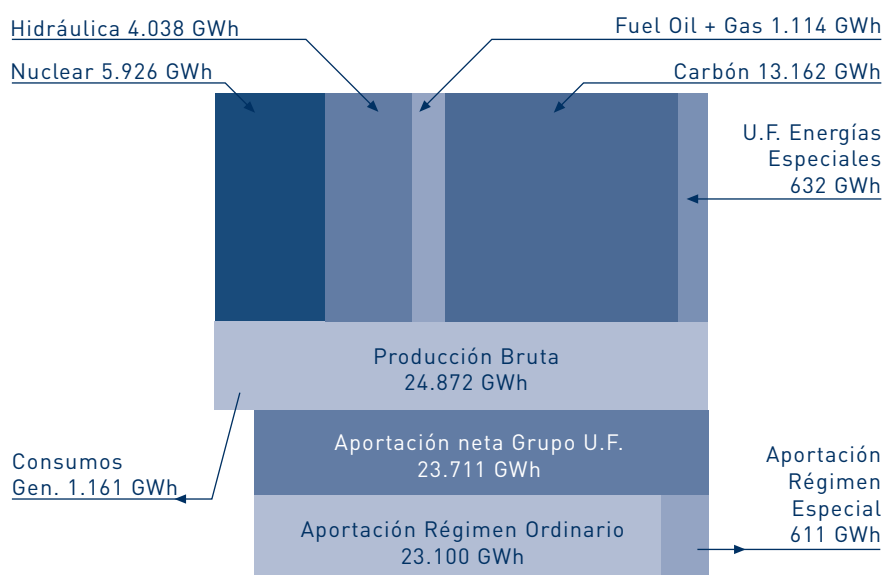 Hidráulica 4.038 GWh
Fuel Oil + Gas 1.114 GWh
Nuclear 5.926 GWh
Carbón 13.162 GWh
U.F. Energías
Especiales
632 GWh
Producción Bruta
24.872 GWh
Aportación neta Grupo U.F.
23.711 GWh
Consumos
Gen. 1.161 GWh
Aportación
Régimen
Especial
611 GWh
Aportación Régimen Ordinario
23.100 GWh